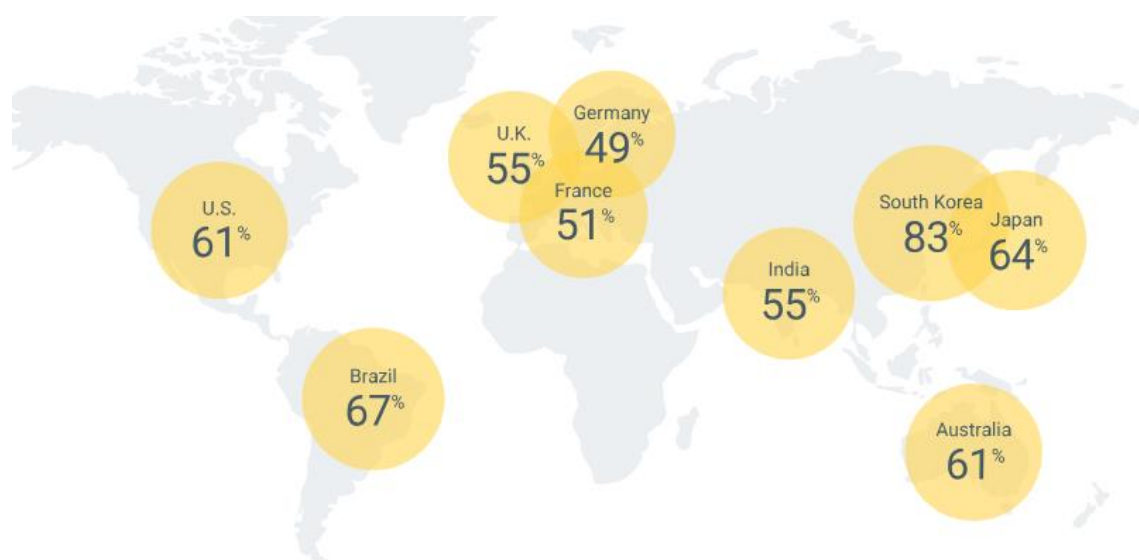 Germany
49%
U.K.
55%
France
51%
U.S.
61%
South Korea
83%
Japan
64%
India
55%
Brazil
67%
Australia
61%